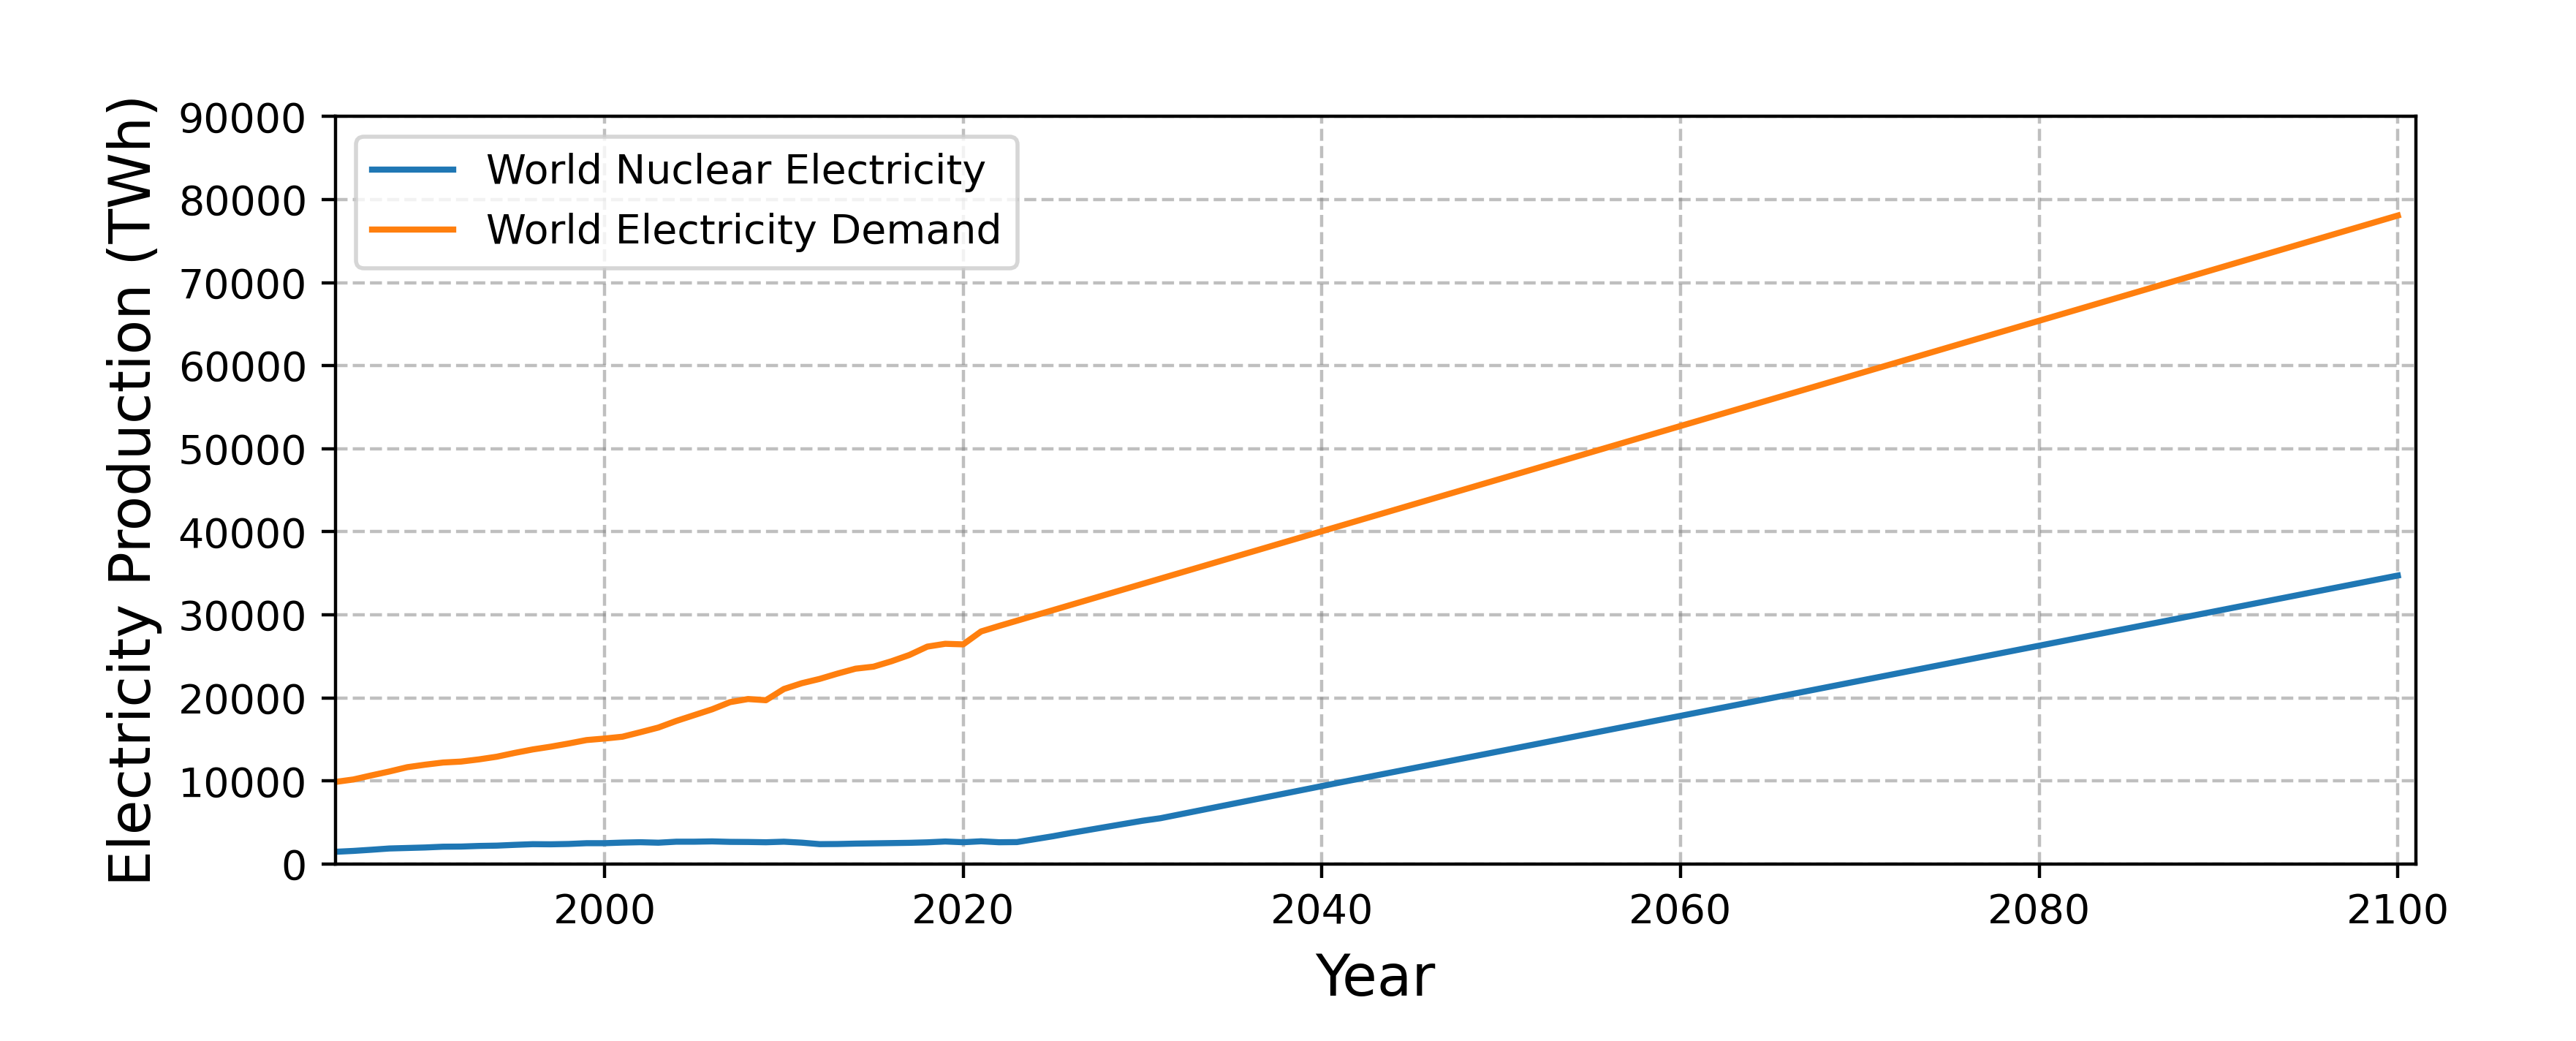 Electricity Production (TWh)
90000
80000
70000
60000
50000
40000
30000
20000
10000
0
World Nuclear Electricity
World Electricity Demand
2000 2020 2040 2060 2080 2100
Year